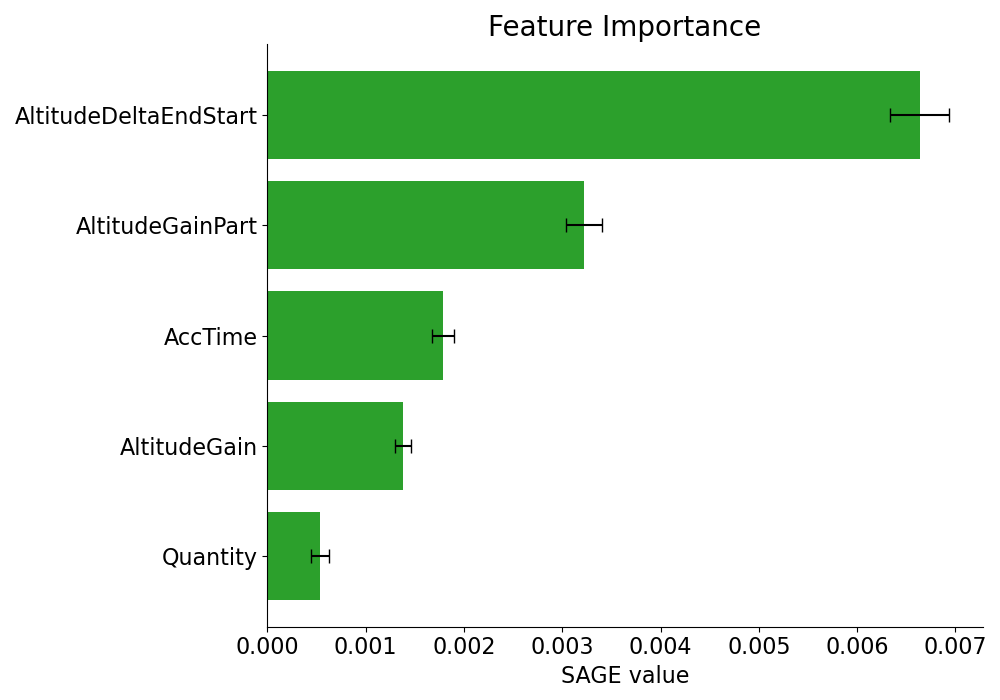 Feature Importance
AltitudeDeltaEndStart
AltitudeGainPart
AccTime
AltitudeGain
Quantity
0.000 0.001 0.002 0.003 0.004 0.005 0.006 0.007
SAGE value